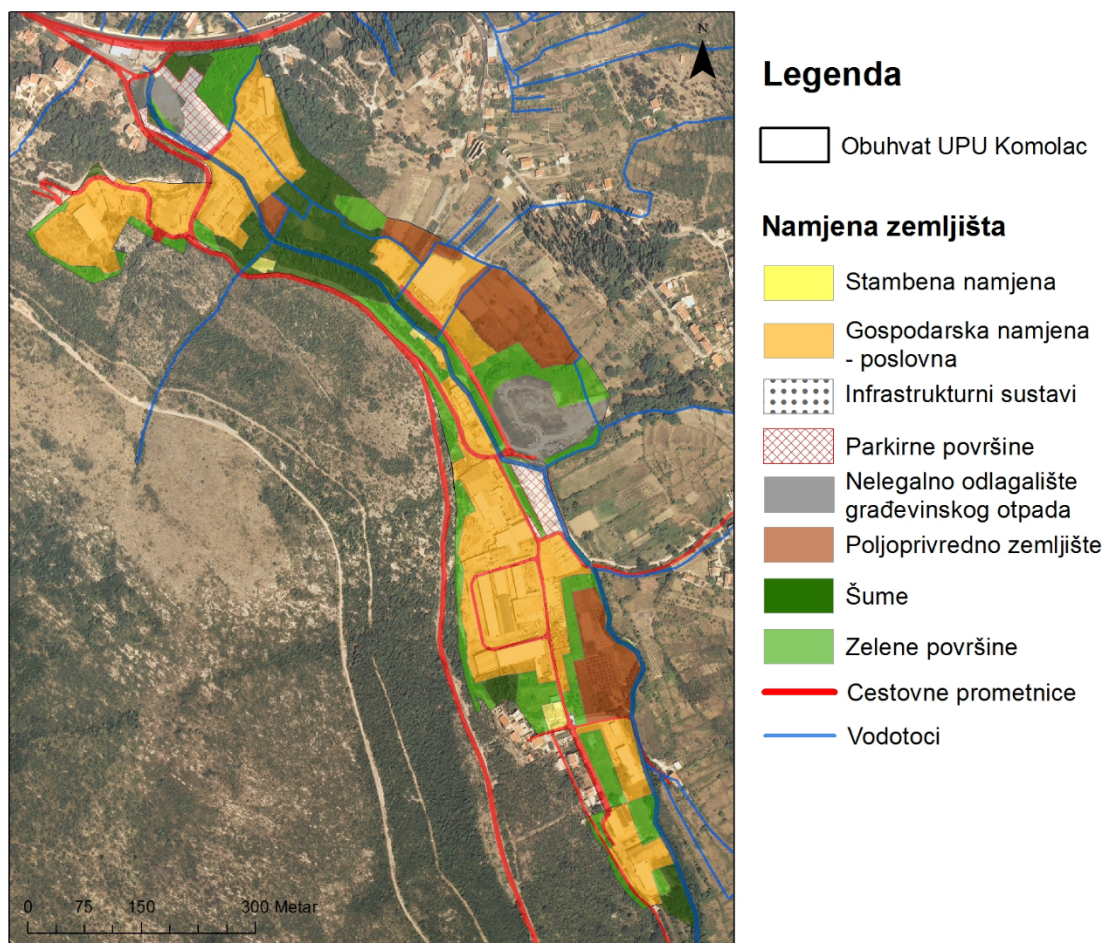 N
Legenda
Obuhvat UPU Komolac
Namjena zemljišta
Stambena namjena
Gospodarska namjena
- poslovna
Infrastrukturni sustavi
Parkirne površine
Nelegalno odlagalište
građevinskog otpada
Poljoprivredno zemljište
Šume
Zelene površine
Cestovne prometnice
Vodotoci
0 75 150 300 Metar